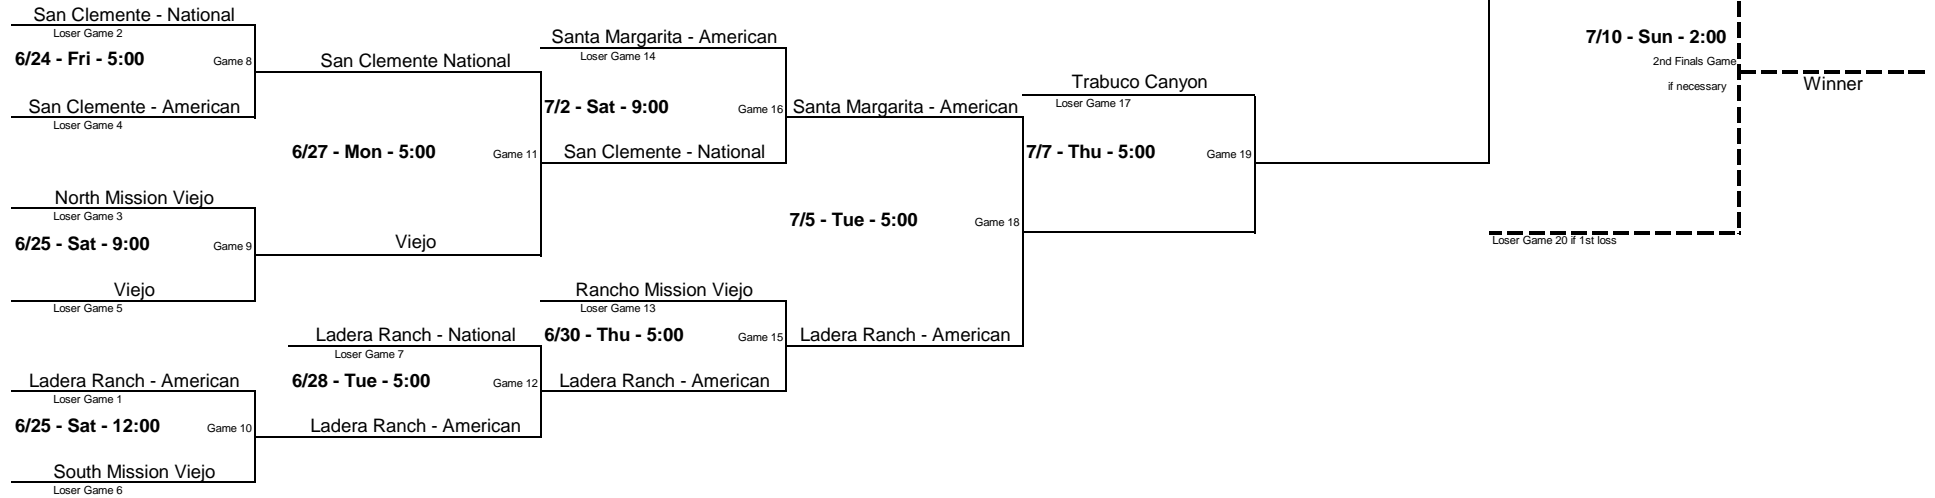 San Clemente - National
Loser Game 2
6/24 - Fri - 5:00
Game 8
San Clemente - American
Loser Game 4
North Mission Viejo
Loser Game 3
6/25 - Sat - 9:00
Game 9
Viejo
Loser Game 5
Ladera Ranch - American
Loser Game 1
6/25 - Sat - 12:00
Game 10
South Mission Viejo
Loser Game 6
San Clemente National
6/27 - Mon - 5:00
Game 11
Viejo
Ladera Ranch - National
Loser Game 7
6/28 - Tue - 5:00
Game 12
Ladera Ranch - American
Santa Margarita - American
Loser Game 14
7/2 - Sat - 9:00
Game 16
San Clemente - National
Rancho Mission Viejo
Loser Game 13
6/30 - Thu - 5:00
Game 15
Ladera Ranch - American
Santa Margarita - American
7/5 - Tue - 5:00
Game 18
Ladera Ranch - American
Trabuco Canyon
Loser Game 17
7/7 - Thu - 5:00
Game 19
7/10 - Sun - 2:00
2nd Finals Game
if necessary
Loser Game 20 if 1st loss
Winner